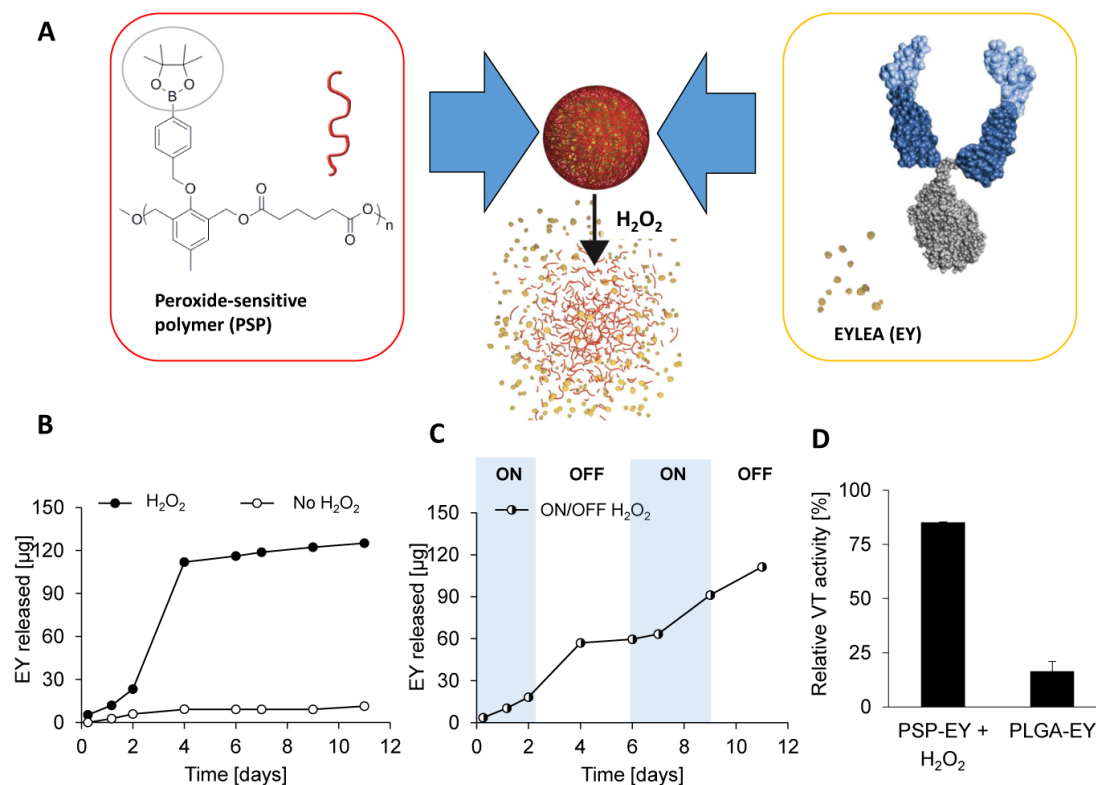 A
O
O
B
O
O
O
O
O
O
n
Peroxide-sensitive
polymer (PSP)
H₂O₂
EYLEA (EY)
B
H₂O₂
No H₂O₂
EY released [µg]
150
120
90
60
30
0
0 2 4 6 8 10 12
Time [days]
C
ON OFF ON OFF
ON/OFF H₂O₂
EY released [µg]
150
120
90
60
30
0
0 2 4 6 8 10 12
Time [days]
D
Relative VT activity [%]
100
75
50
25
0
PSP-EY +
H₂O₂
PLGA-EY